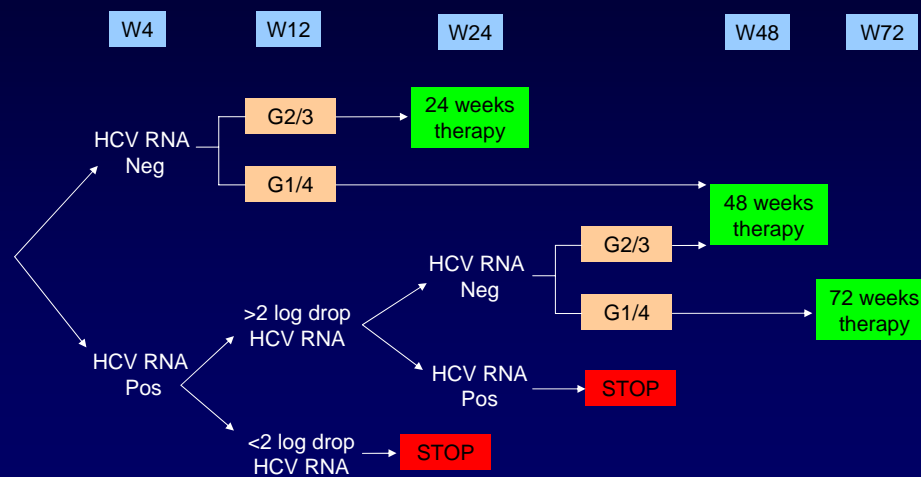 W4
W12
W24
W48
W72
HCV RNA
Neg
G2/3
24 weeks
therapy
G1/4
48 weeks
therapy
HCV RNA
Pos
>2 log drop
HCV RNA
HCV RNA
Neg
G2/3
G1/4
72 weeks
therapy
HCV RNA
Pos
STOP
<2 log drop
HCV RNA
STOP